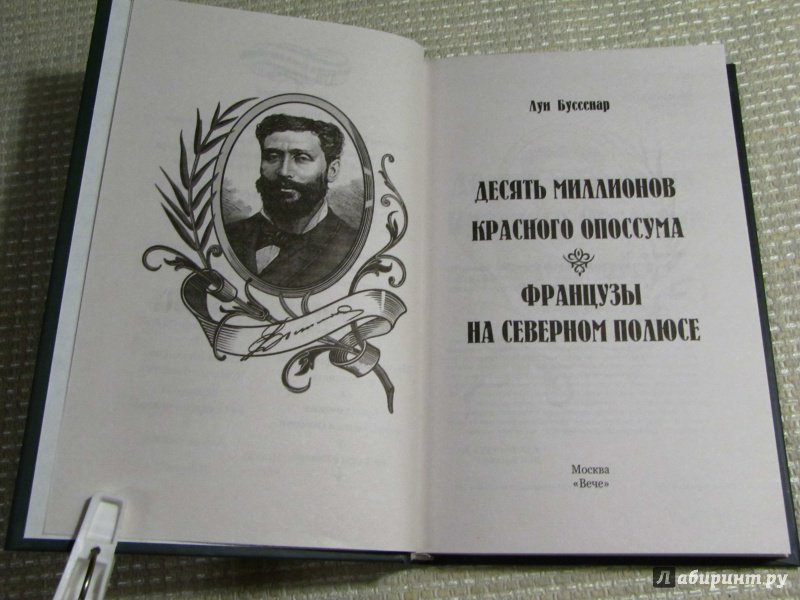 Луи Буссенар
ДЕСЯТЬ МИЛЛИОНОВ
КРАСНОГО ОПОССУМА
ФРАНЦУЗЫ
НА СЕВЕРНОМ ПОЛЮСЕ
Москва
«Вече»
Лабиринт.ру